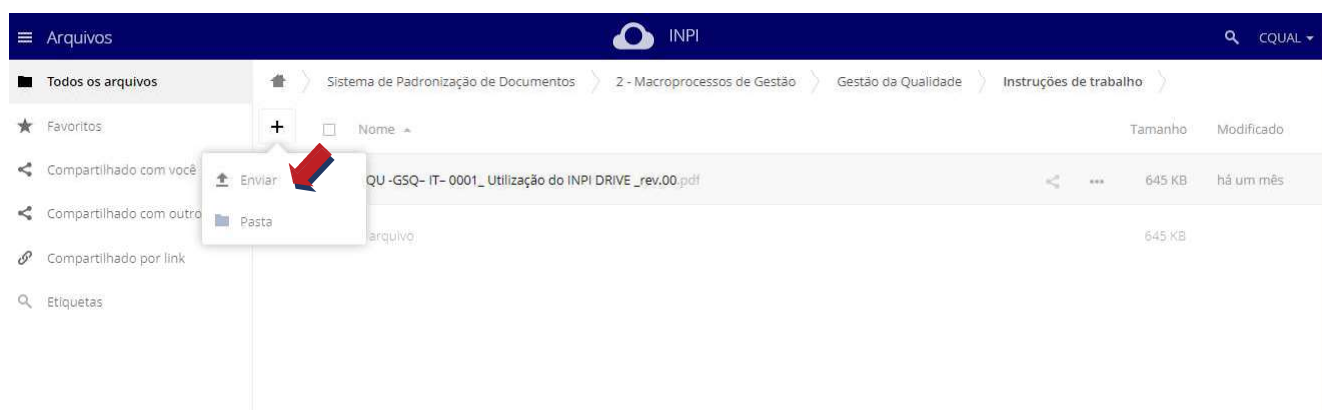 Arquivos INPI CQUAL
Todos os arquivos
Sistema de Padronização de Documentos 2 - Macroprocessos de Gestão Gestão da Qualidade Instruções de trabalho
Favoritos
+ Nome Tamanho Modificado
Compartilhado com você
Enviar
QU -GSQ– IT– 0001_ Utilização do INPI DRIVE _rev.00.pdf ... 645 KB há um mês
Compartilhado com outro
Pasta
arquivo 645 KB
Compartilhado por link
Etiquetas